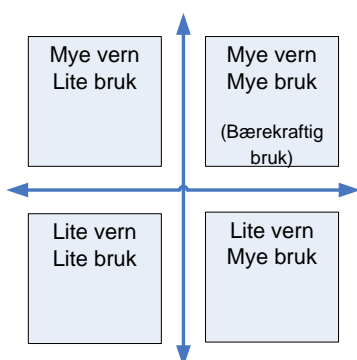 Mye vern
Lite bruk
Mye vern
Mye bruk
(Bærekraftig
bruk)
Lite vern
Lite bruk
Lite vern
Mye bruk